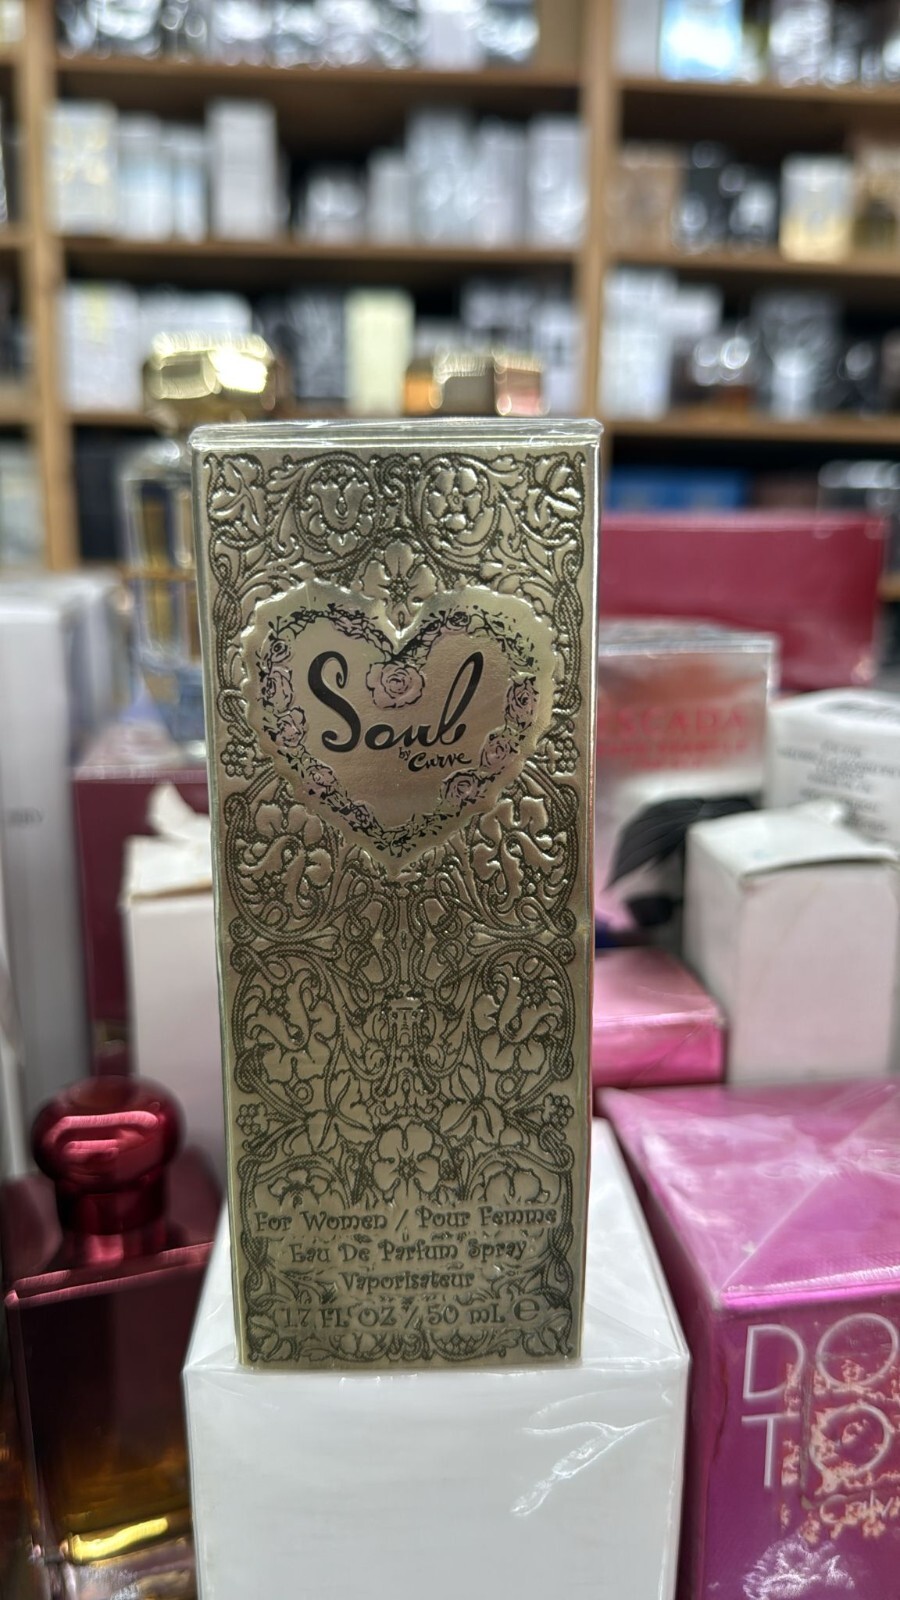 Soul
by Curve
For Women / Pour Femme
Eau De Parfum Spray
Vaporisateur
1.7 FL OZ / 50 mL e
ESCADA
DO
TO
Calv